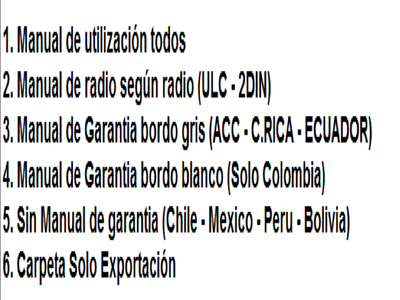 1. Manual de utilización todos
2. Manual de radio según radio (ULC - 2DIN)
3. Manual de Garantia bordo gris (ACC - C.RICA - ECUADOR)
4. Manual de Garantia bordo blanco (Solo Colombia)
5. Sin Manual de garantia (Chile - Mexico - Peru - Bolivia)
6. Carpeta Solo Exportación